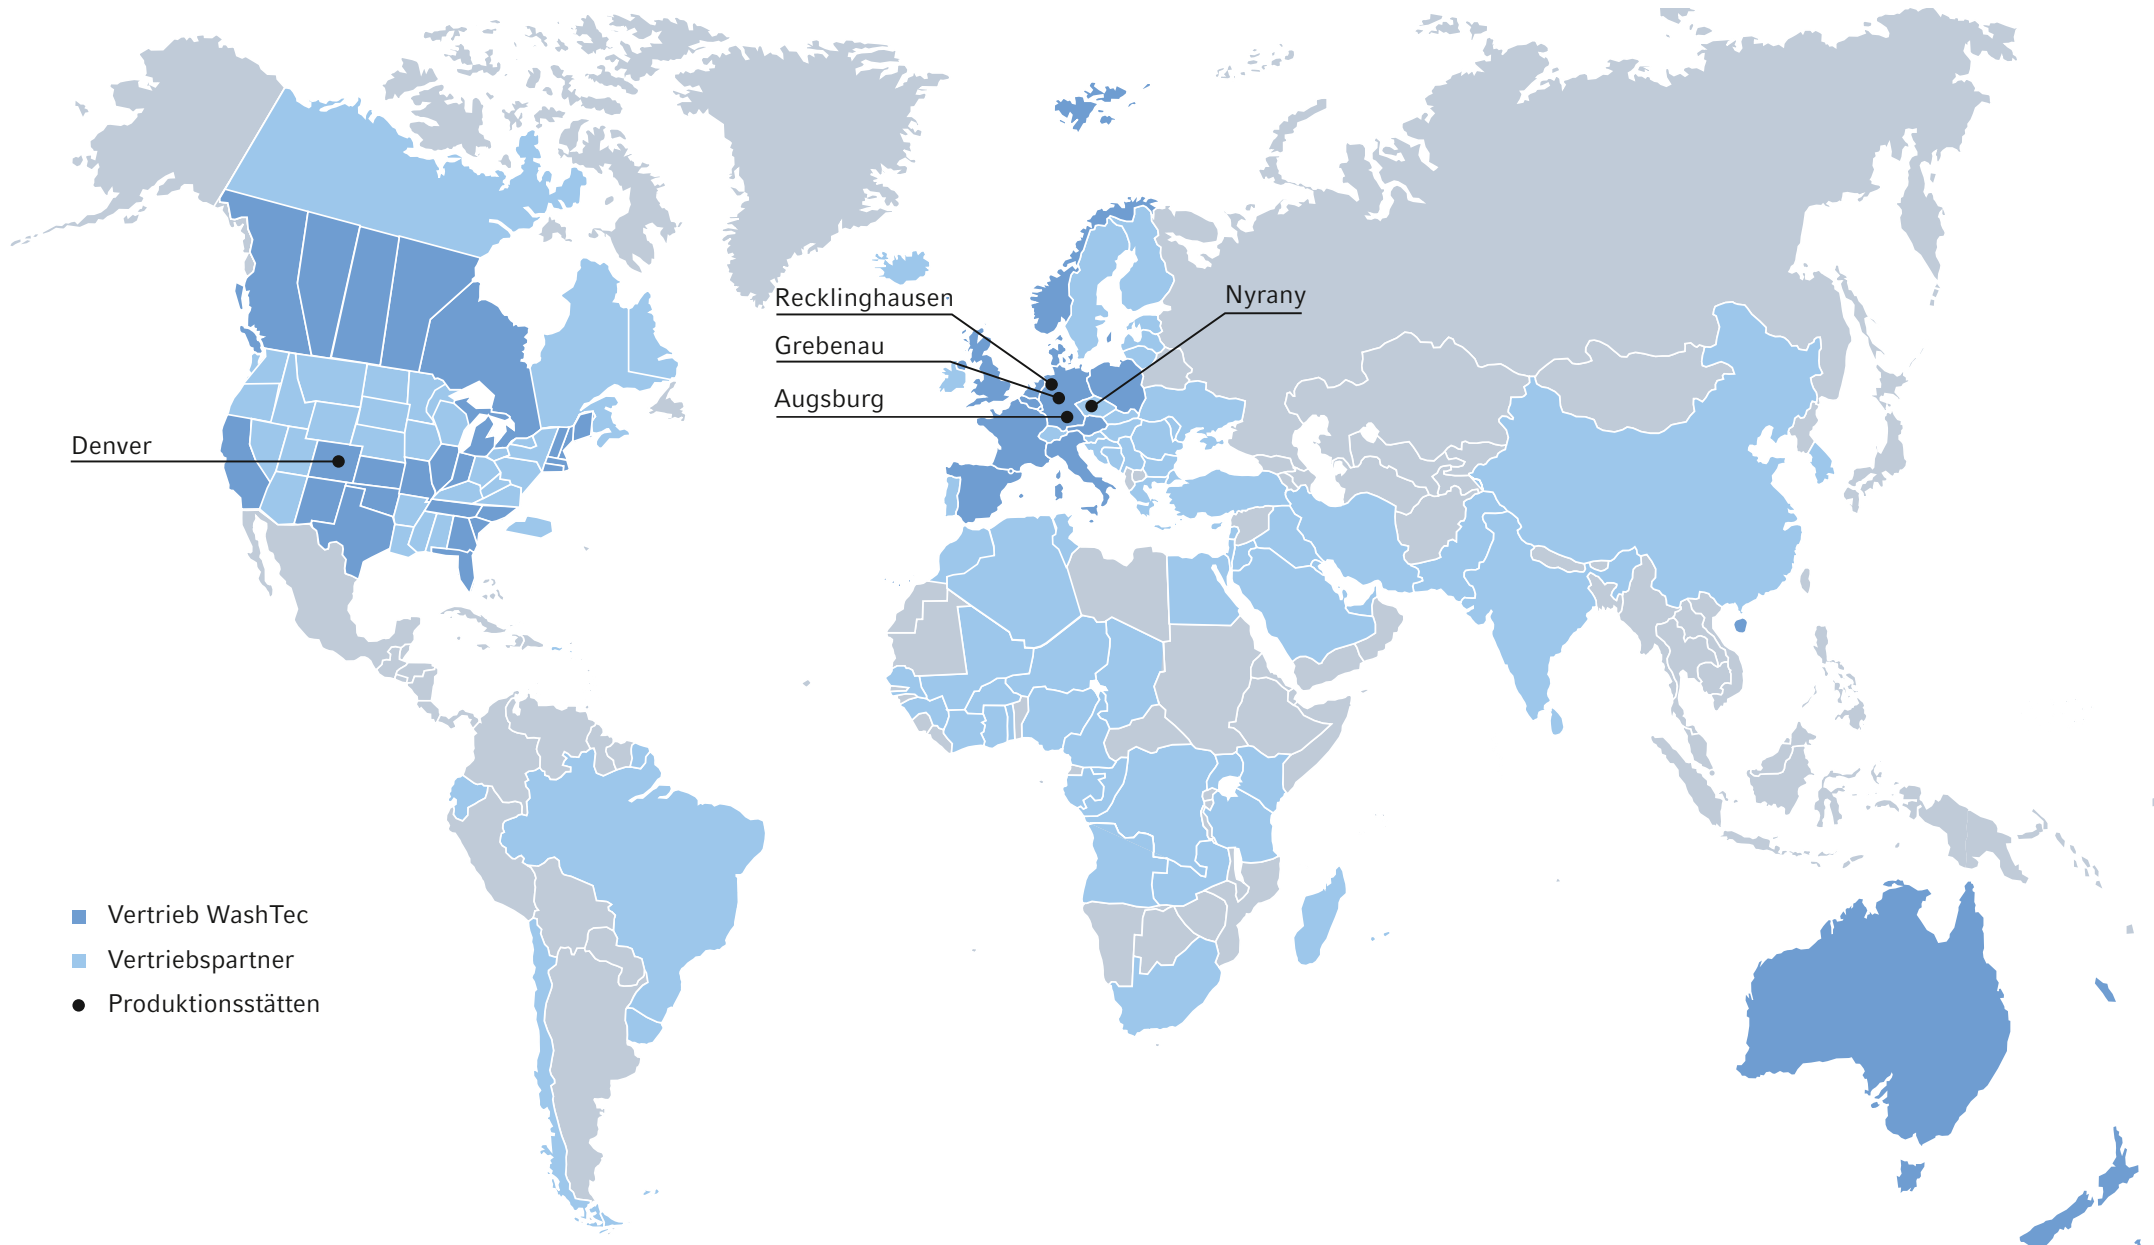 Recklinghausen
Nyrany
Grebenau
Augsburg
Denver
Vertrieb WashTec
Vertriebspartner
Produktionsstätten